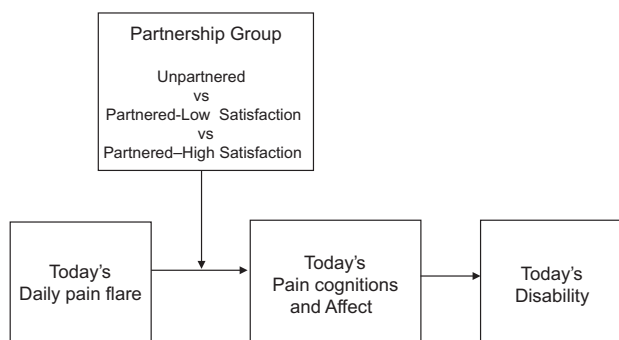 Partnership Group
Unpartnered
vs
Partnered-Low Satisfaction
vs
Partnered–High Satisfaction
Today’s
Daily pain flare
Today’s
Pain cognitions
and Affect
Today’s
Disability